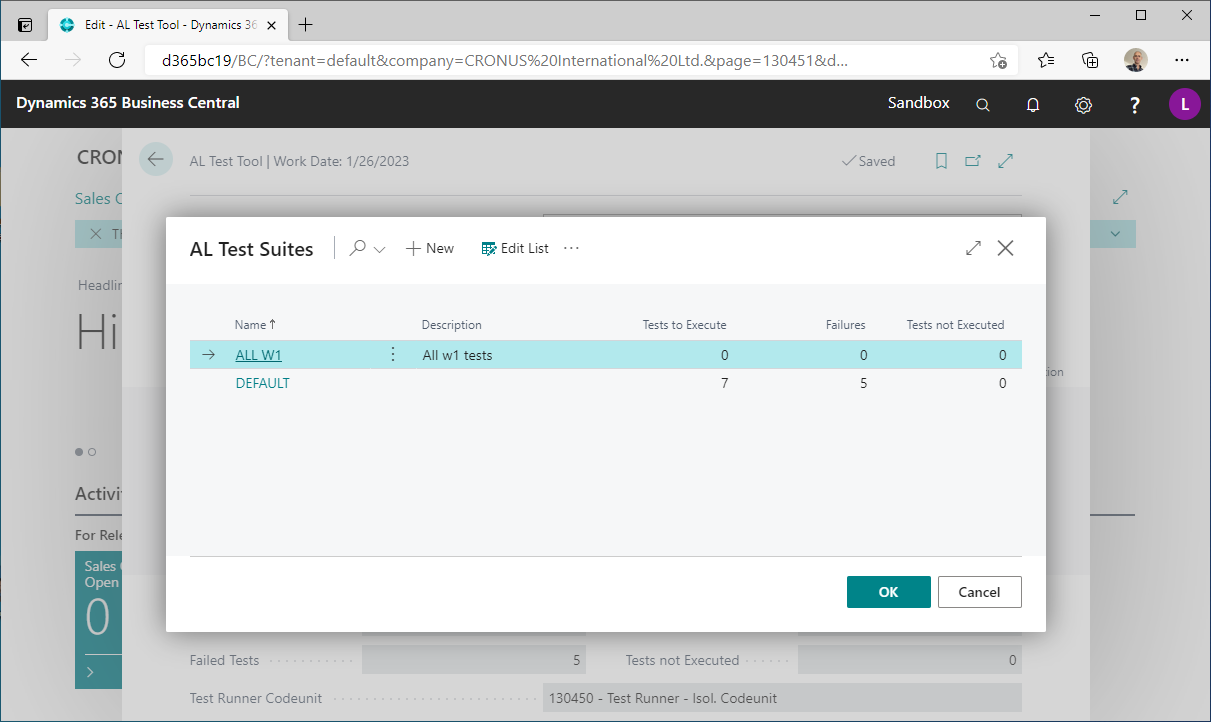 Edit - AL Test Tool - Dynamics 36
d365bc19/BC/?tenant=default&company=CRONUS%20International%20Ltd.&page=130451&d...
Dynamics 365 Business Central
Sandbox
?
L
CRON
AL Test Tool | Work Date: 1/26/2023
Saved
Sales O
Th
AL Test Suites
New
Edit List
Headlin
Name
Description
Tests to Execute
Failures
Tests not Executed
Hi
ALL W1
All w1 tests
0
0
0
tion
DEFAULT
7
5
0
Activi
For Rele
Sales O
Open
0
OK
Cancel
Failed Tests
5
Tests not Executed
0
Test Runner Codeunit
130450 - Test Runner - Isol. Codeunit